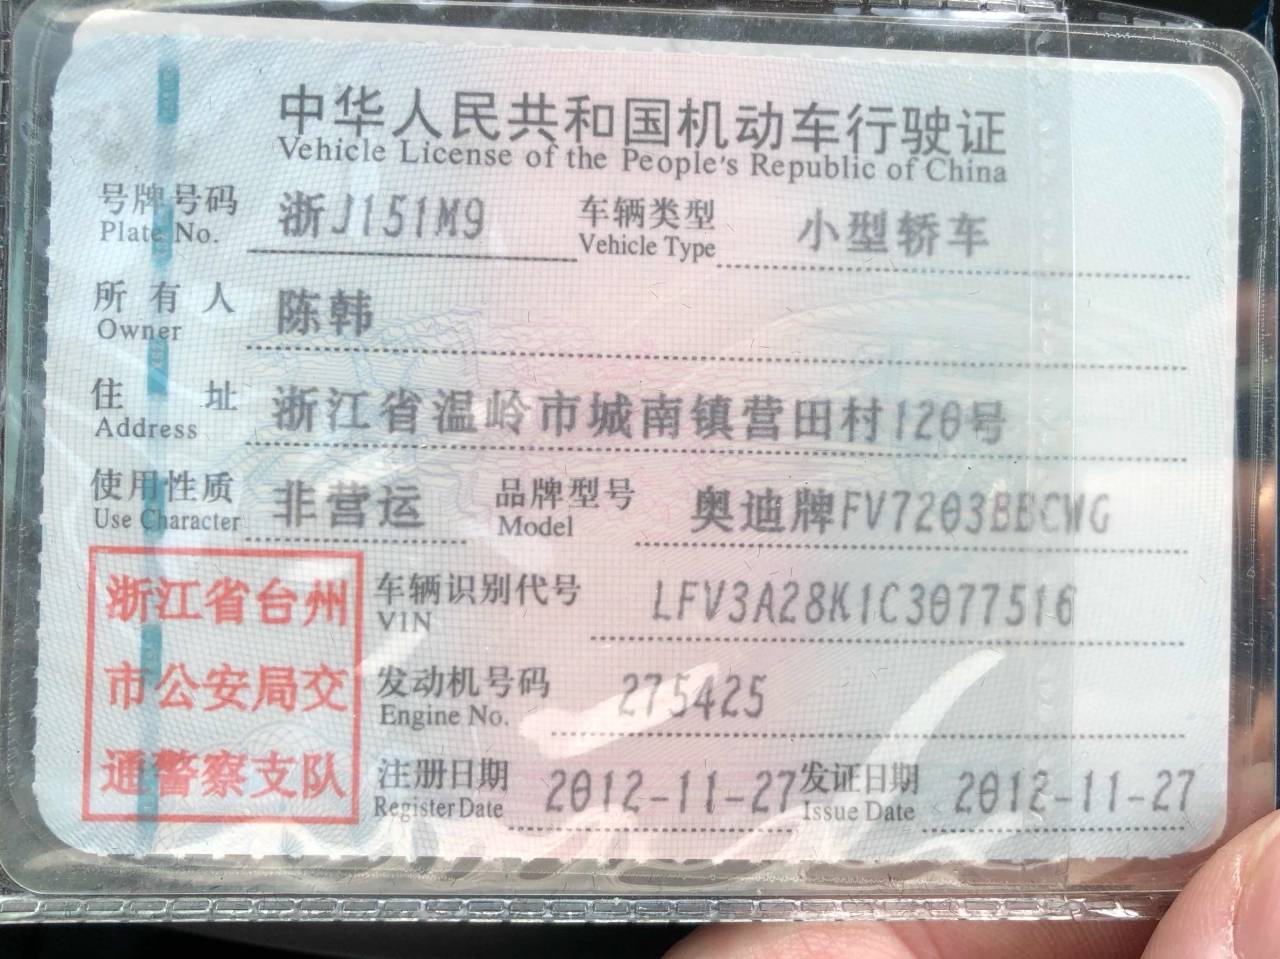 中华人民共和国机动车行驶证
Vehicle License of the People's Republic of China
号牌号码 浙J151M9 车辆类型 小型轿车
Plate No. Vehicle Type
所有人 陈韩
Owner
住址 浙江省温岭市城南镇营田村120号
Address
使用性质 非营运 品牌型号 奥迪牌FV7203BBCWG
Use Character Model
浙江省台州
市公安局交
通警察支队
车辆识别代号 LFV3A28K1C3077516
VIN
发动机号码 275425
Engine No.
注册日期 2012-11-27 发证日期 2012-11-27
Register Date Issue Date